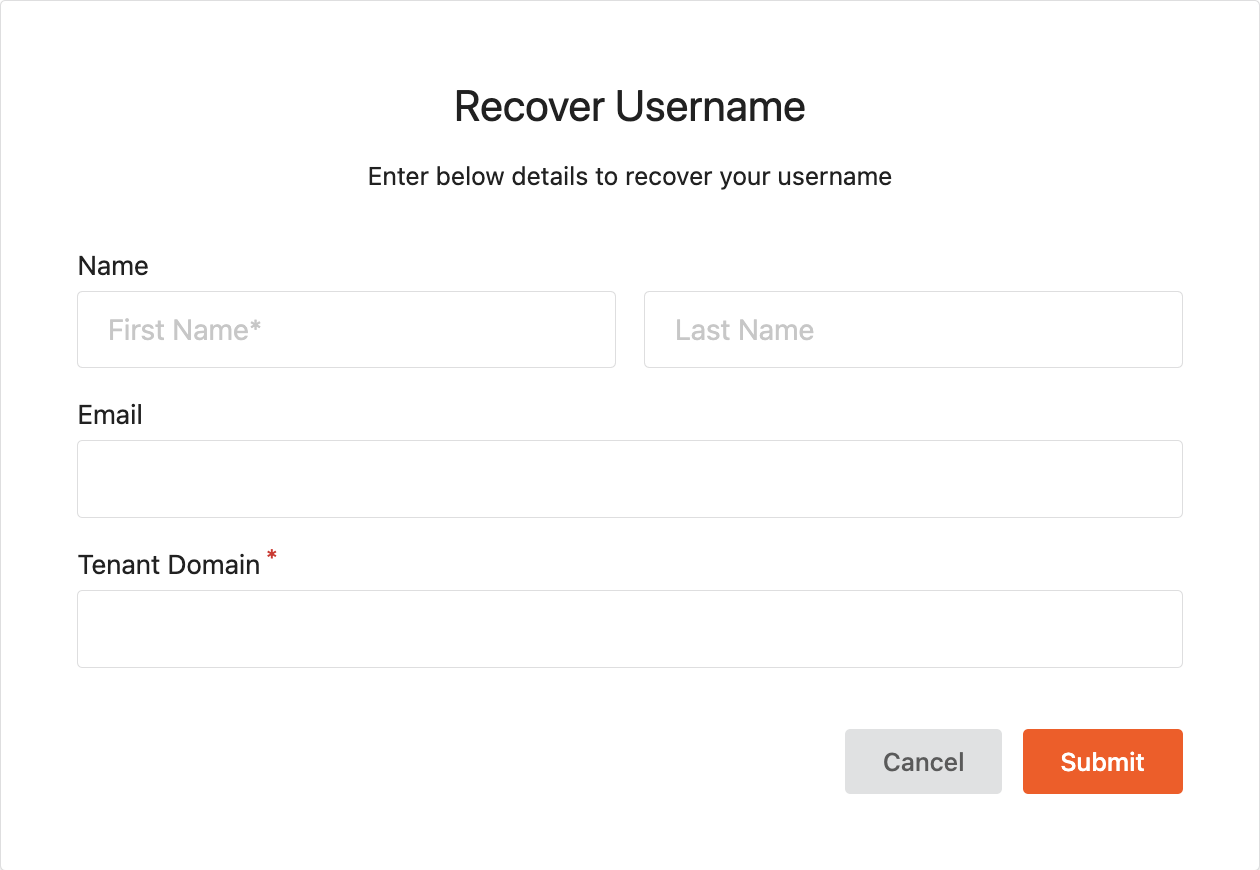 Recover Username
Enter below details to recover your username
Name
First Name* Last Name
Email
Tenant Domain *
Cancel Submit